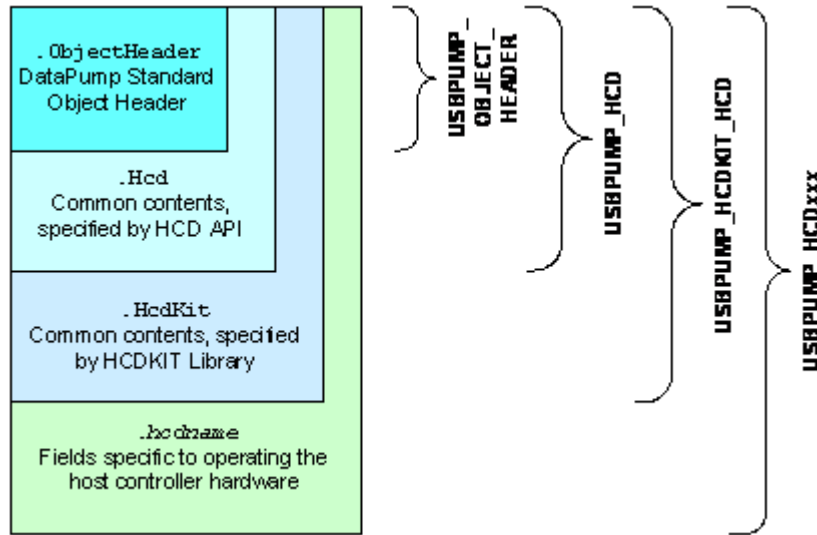 .ObjectHeader
DataPump Standard
Object Header
.Hcd
Common contents,
specified by HCD API
.HcdKit
Common contents, specified
by HCDKIT Library
.hcdname
Fields specific to operating the
host controller hardware
USBPUMP_
OBJECT_
HEADER
USBPUMP_HCD
USBPUMP_HCDKIT_HCD
USBPUMP_HCDxxx